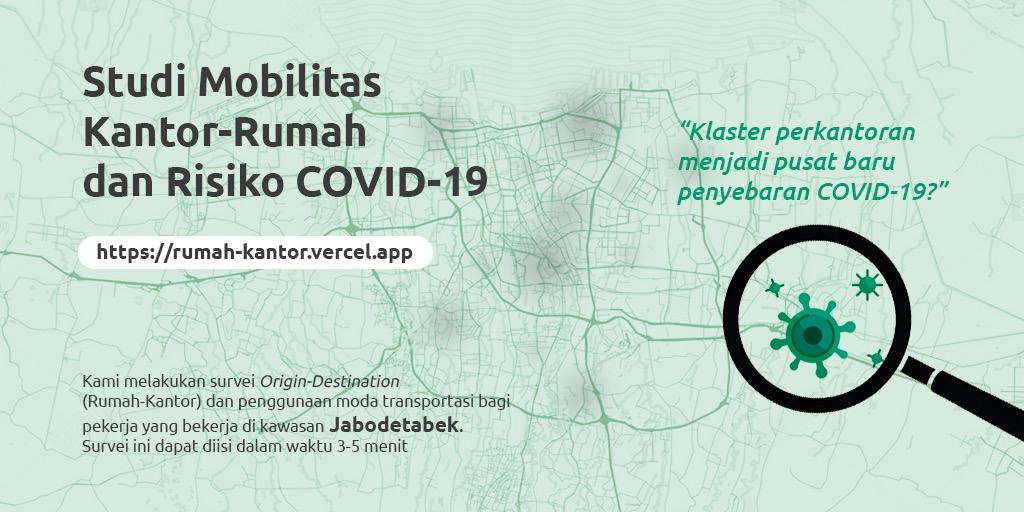 Studi Mobilitas
Kantor-Rumah
dan Risiko COVID-19
https://rumah-kantor.vercel.app
Kami melakukan survei Origin-Destination
(Rumah-Kantor) dan penggunaan moda transportasi bagi
pekerja yang bekerja di kawasan Jabodetabek.
Survei ini dapat diisi dalam waktu 3-5 menit
“Klaster perkantoran
menjadi pusat baru
penyebaran COVID-19?”